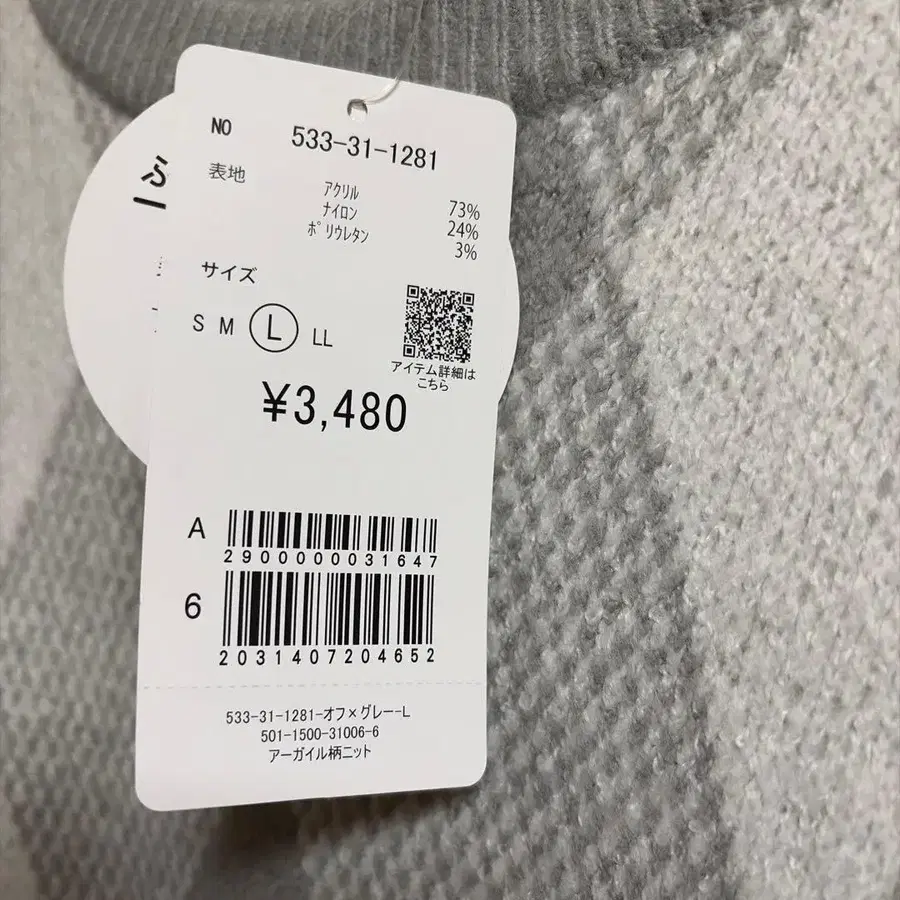 NO 533-31-1281
表地
アクリル 73%
ナイロン 24%
ポリウレタン 3%
サイズ
S M L LL
アイテム詳細は
こちら
¥3,480
A
2900000031647
6
2031407204652
533-31-1281-オフ×グレー-L
501-1500-31006-6
アーガイル柄ニット
ふ